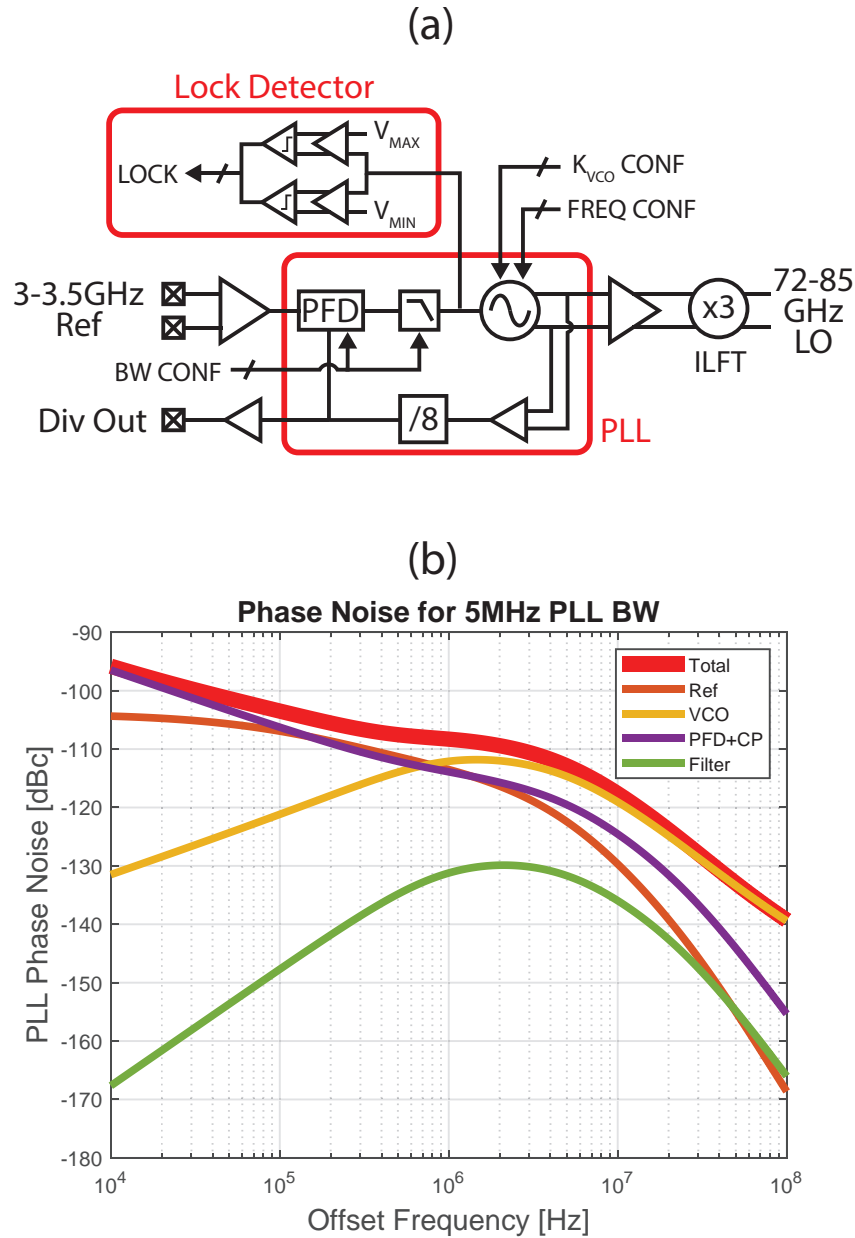 (a)
Lock Detector
V_MAX
LOCK
V_MIN
K_VCO CONF
FREQ CONF
3-3.5GHz
Ref
PFD
x3
72-85
GHz
LO
ILFT
BW CONF
Div Out
/8
PLL
(b)
Phase Noise for 5MHz PLL BW
-90
-100
-110
-120
-130
-140
-150
-160
-170
-180
PLL Phase Noise [dBc]
Total
Ref
VCO
PFD+CP
Filter
10^4
10^5
10^6
10^7
10^8
Offset Frequency [Hz]